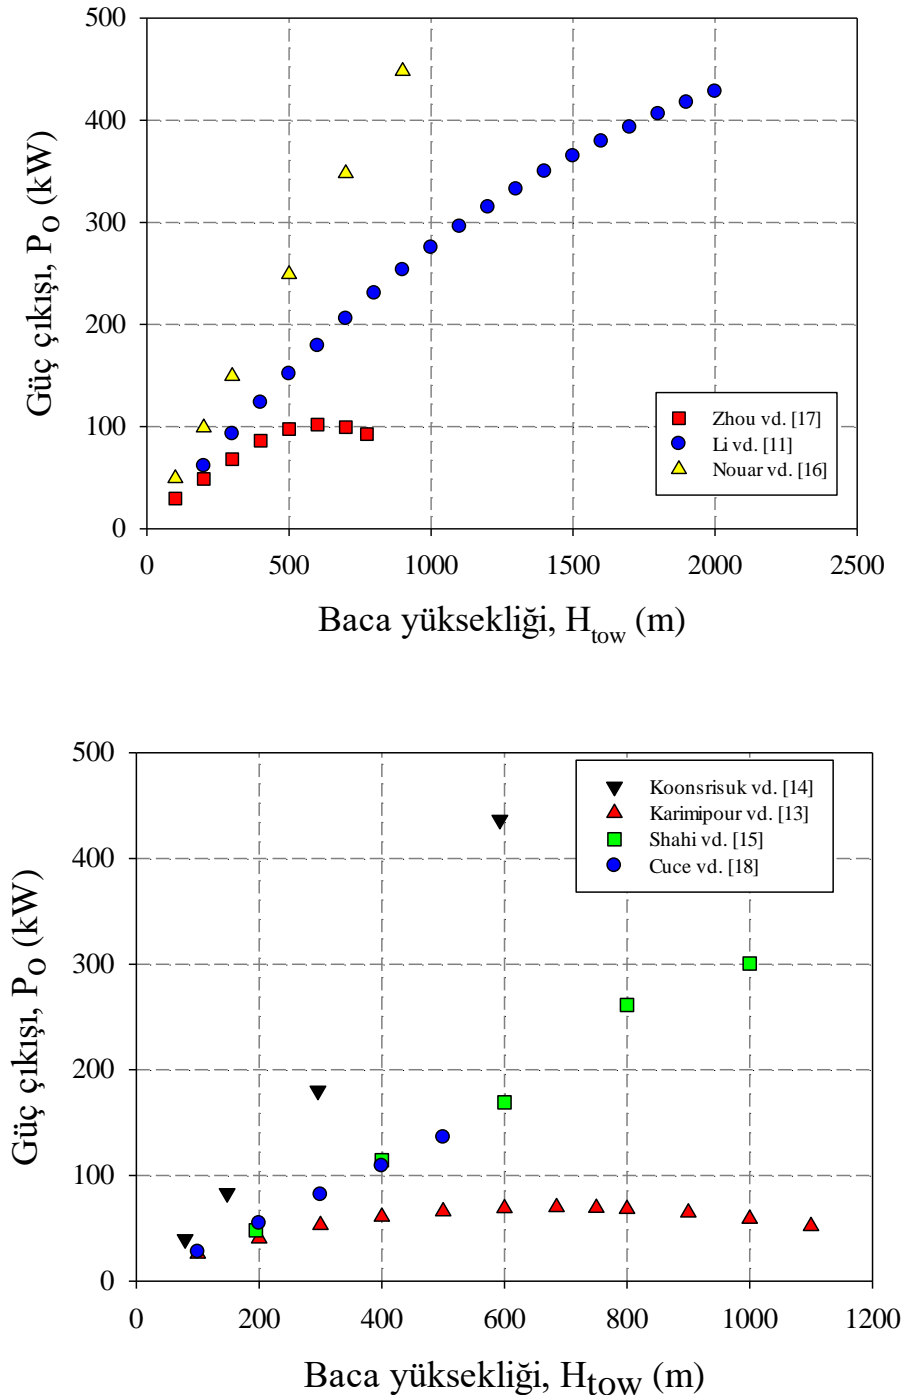 500
400
300
200
100
0
Güç çıkışı, PO (kW)
Zhou vd. [17]
Li vd. [11]
Nouar vd. [16]
0 500 1000 1500 2000 2500
Baca yüksekliği, Htow (m)
500
400
300
200
100
0
Güç çıkışı, PO (kW)
Koonsrisuk vd. [14]
Karimipour vd. [13]
Shahi vd. [15]
Cuce vd. [18]
0 200 400 600 800 1000 1200
Baca yüksekliği, Htow (m)